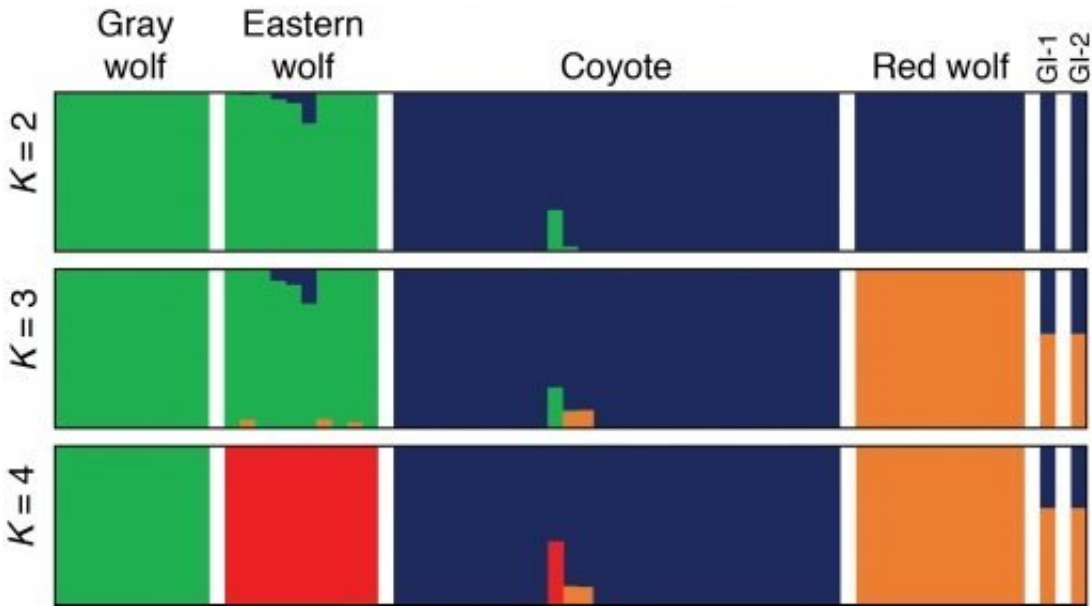 Gray wolf
Eastern wolf
Coyote
Red wolf
GI-1
GI-2
K = 2
K = 3
K = 4